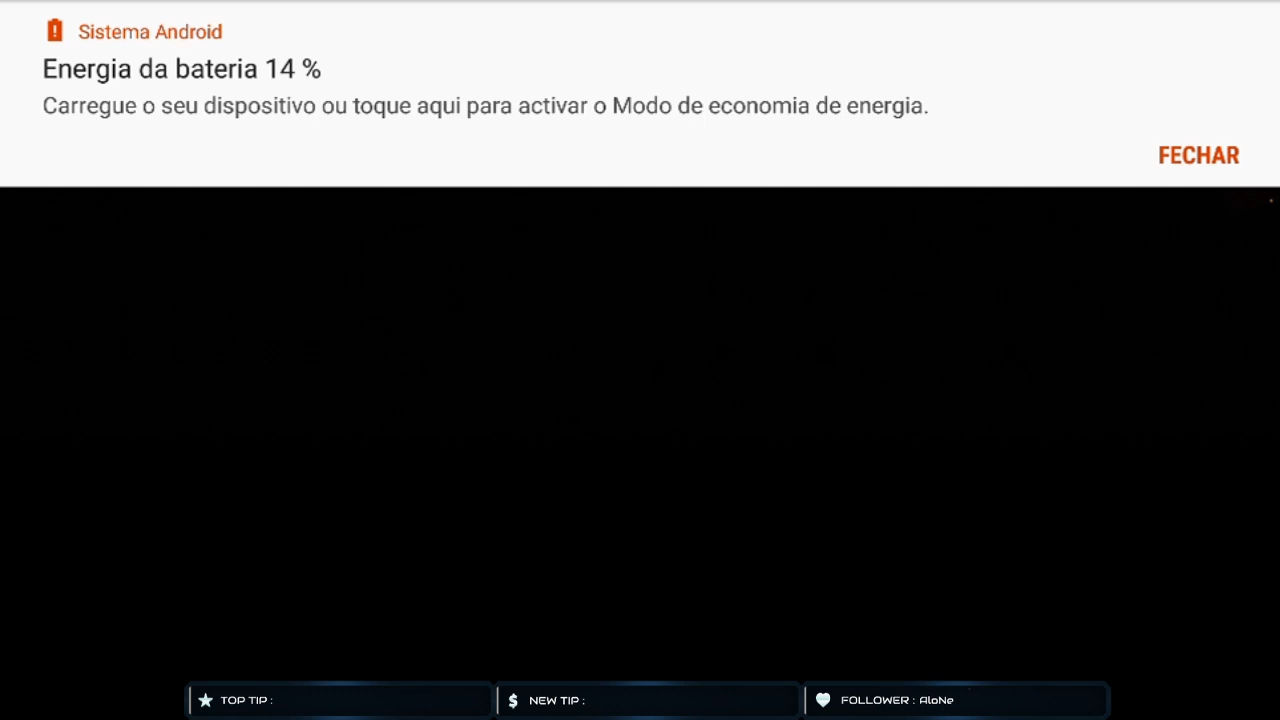 Sistema Android
Energia da bateria 14 %
Carregue o seu dispositivo ou toque aqui para activar o Modo de economia de energia.
FECHAR
TOP TIP :
NEW TIP :
FOLLOWER : AloNe